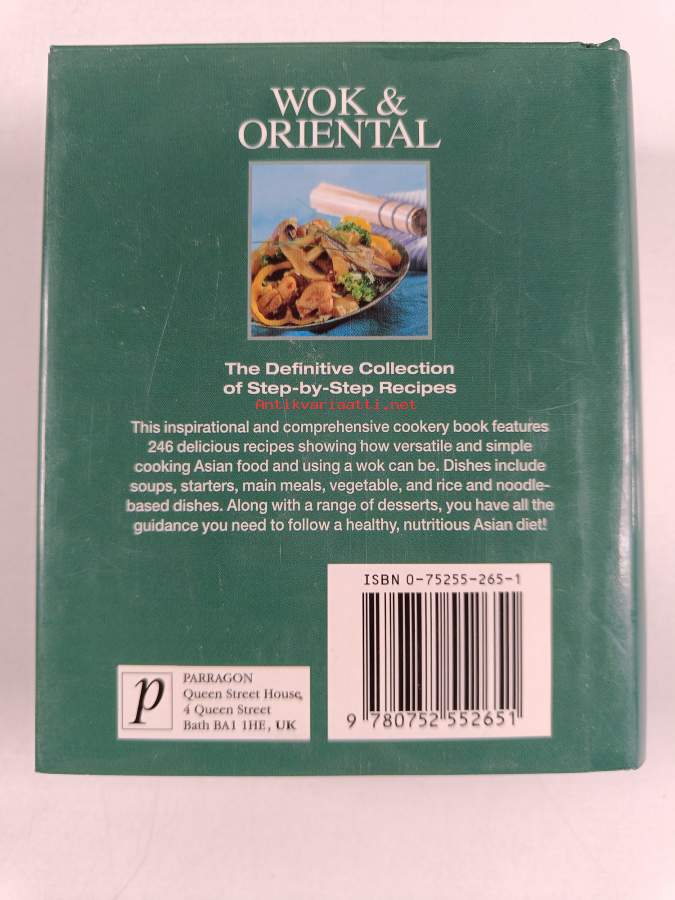 WOK &
ORIENTAL
The Definitive Collection
of Step-by-Step Recipes
Antikvariaatti.net
This inspirational and comprehensive cookery book features
246 delicious recipes showing how versatile and simple
cooking Asian food and using a wok can be. Dishes include
soups, starters, main meals, vegetable, and rice and noodle-
based dishes. Along with a range of desserts, you have all the
guidance you need to follow a healthy, nutritious Asian diet!
ISBN 0-75255-265-1
9 780752 552651
p
PARRAGON
Queen Street House,
4 Queen Street
Bath BA1 1HE, UK